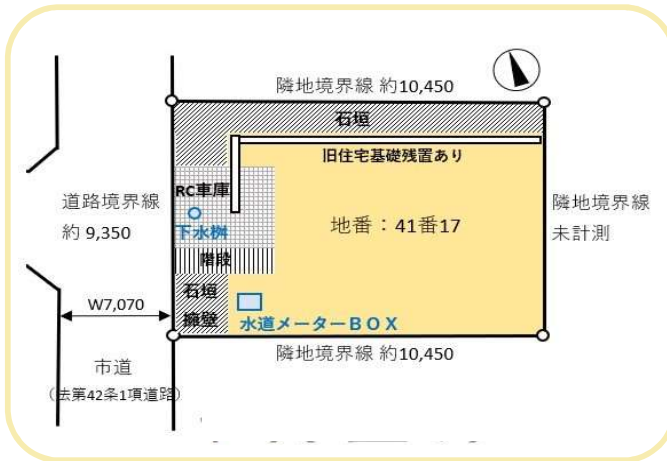 隣地境界線 約10,450
石垣
旧住宅基礎残置あり
RC車庫
道路境界線
約 9,350
下水桝
地番：41番17
隣地境界線
未計測
階段
石垣
擁壁
W7,070
水道メーターＢＯＸ
隣地境界線 約10,450
市道
(法第42条1項道路)